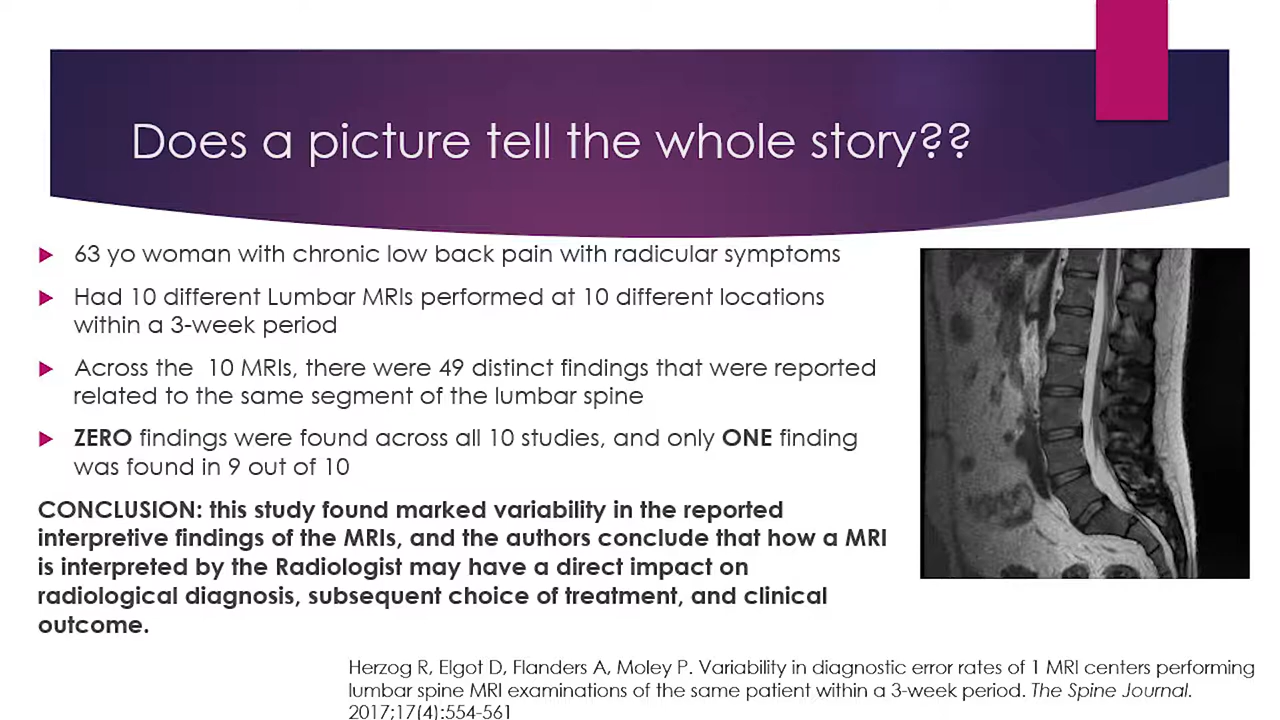 Does a picture tell the whole story??
63 yo woman with chronic low back pain with radicular symptoms
Had 10 different Lumbar MRIs performed at 10 different locations
within a 3-week period
Across the 10 MRIs, there were 49 distinct findings that were reported
related to the same segment of the lumbar spine
ZERO findings were found across all 10 studies, and only ONE finding
was found in 9 out of 10
CONCLUSION: this study found marked variability in the reported
interpretive findings of the MRIs, and the authors conclude that how a MRI
is interpreted by the Radiologist may have a direct impact on
radiological diagnosis, subsequent choice of treatment, and clinical
outcome.
Herzog R, Elgot D, Flanders A, Moley P. Variability in diagnostic error rates of 1 MRI centers performing
lumbar spine MRI examinations of the same patient within a 3-week period. The Spine Journal.
2017;17(4):554-561